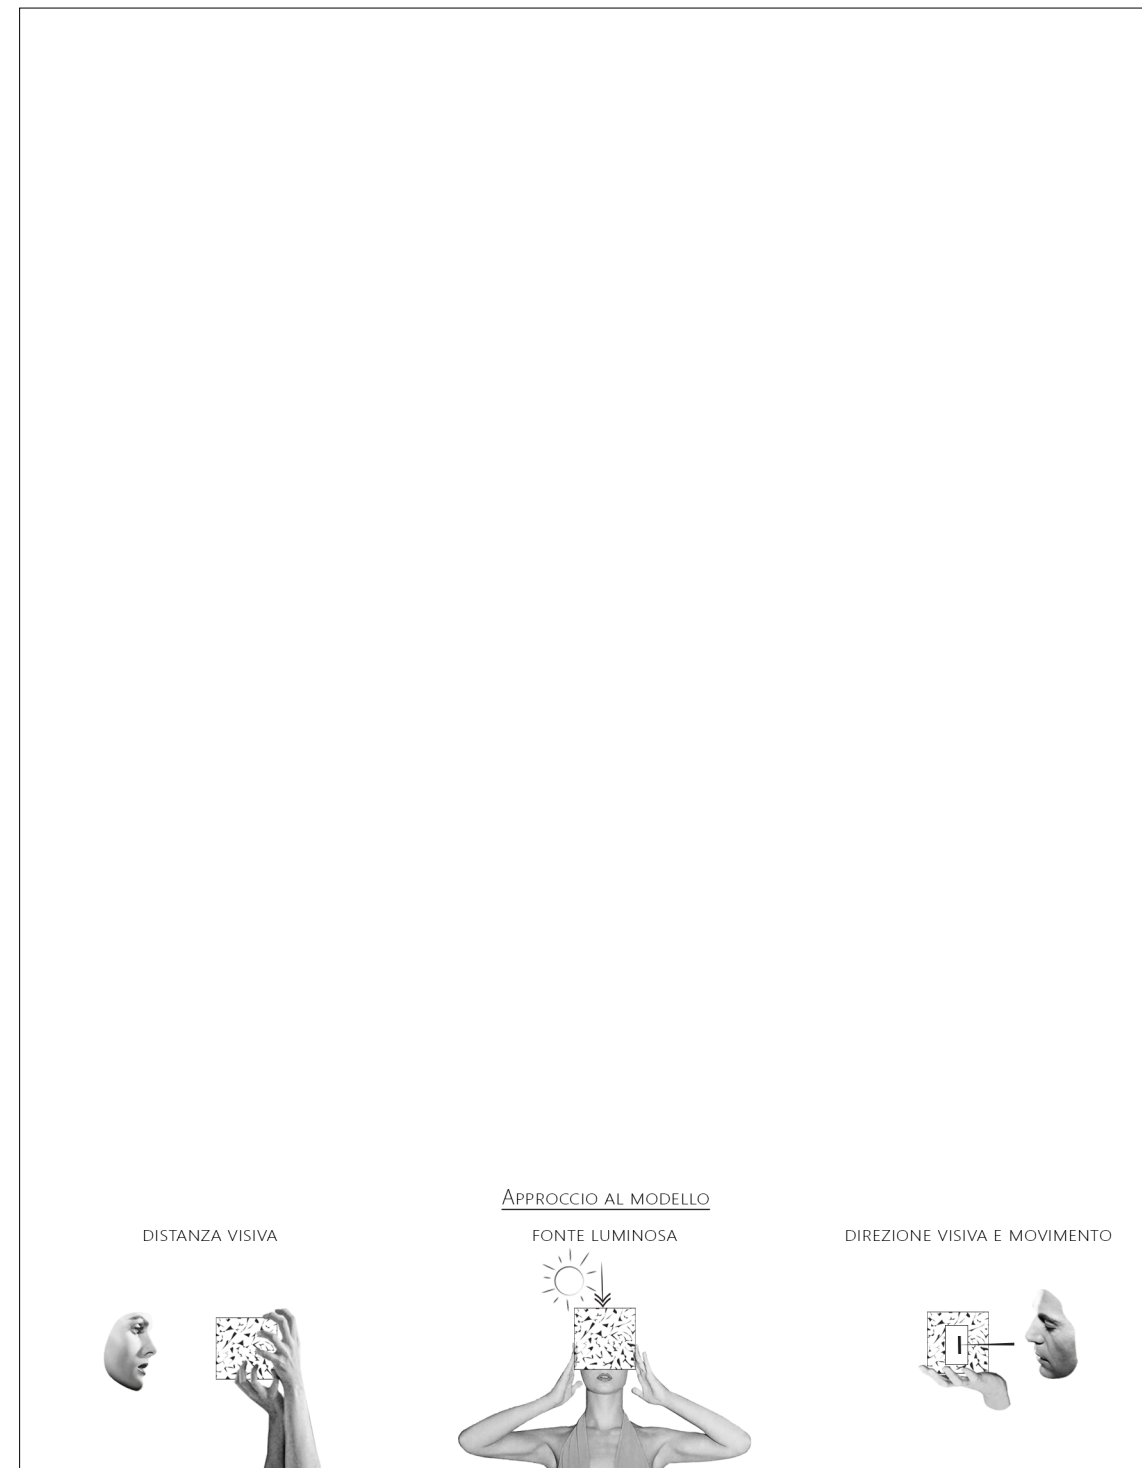 Approccio al modello
distanza visiva
fonte luminosa
direzione visiva e movimento